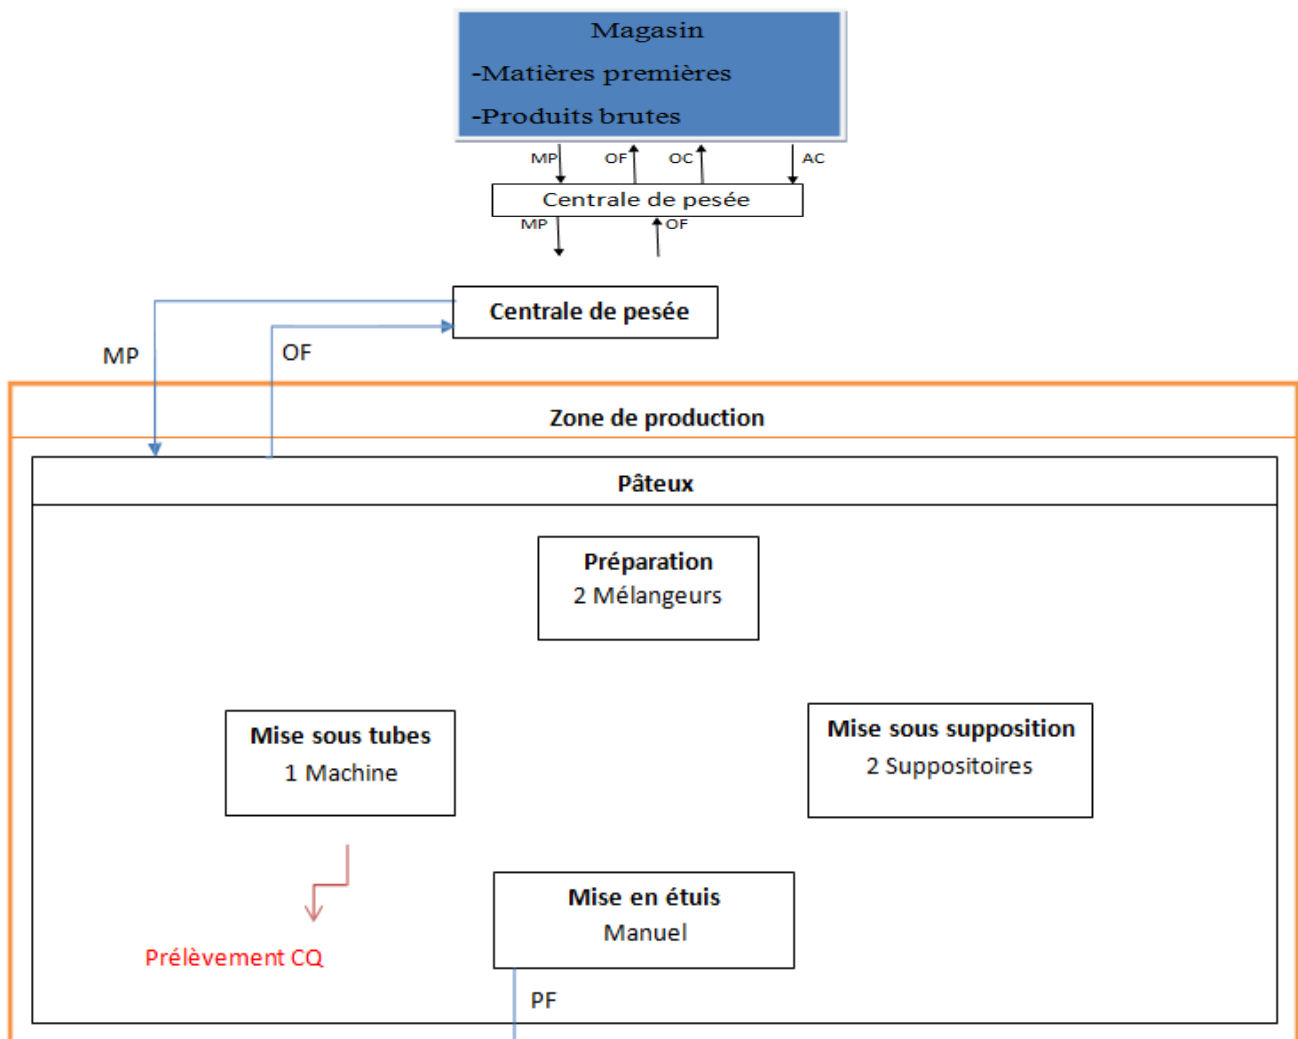 Magasin
-Matières premières
-Produits brutes
MP OF OC AC
Centrale de pesée
MP OF
Centrale de pesée
MP OF
Zone de production
Pâteux
Préparation
2 Mélangeurs
Mise sous tubes
1 Machine
Mise sous supposition
2 Suppositoires
Mise en étuis
Manuel
Prélèvement CQ
PF